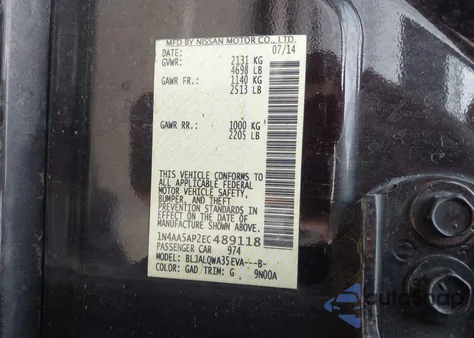 MFD BY NISSAN MOTOR CO., LTD.
DATE: 07/14
GVWR: 2131 KG
4698 LB
GAWR FR.: 1140 KG
2513 LB
GAWR RR.: 1000 KG
2205 LB
THIS VEHICLE CONFORMS TO
ALL APPLICABLE FEDERAL
MOTOR VEHICLE SAFETY,
BUMPER, AND THEFT
PREVENTION STANDARDS IN
EFFECT ON THE DATE OF
MANUFACTURE SHOWN ABOVE
1N4AA5AP2EC489118
PASSENGER CAR 974
MODEL: BLJALQWA35EVA---B-
COLOR: GAD TRIM: G 9N00A
AutoSnap